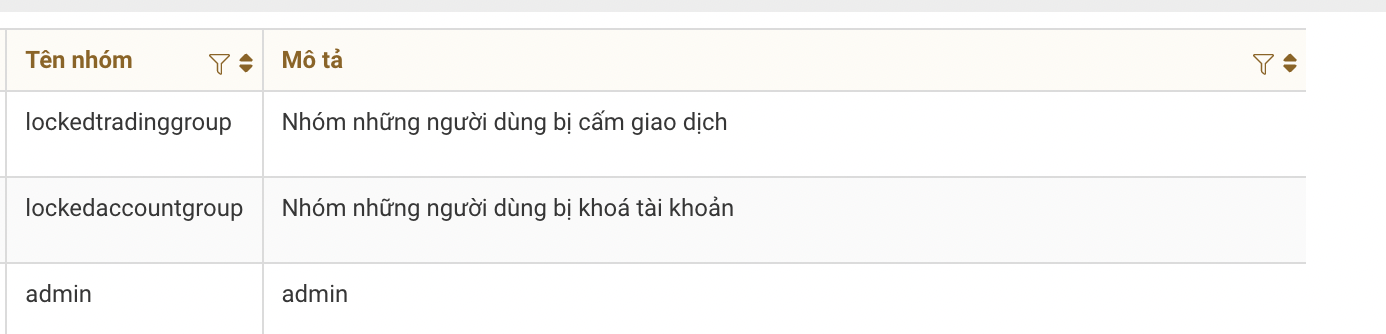 Tên nhóm Mô tả
lockedtradinggroup Nhóm những người dùng bị cấm giao dịch
lockedaccountgroup Nhóm những người dùng bị khoá tài khoản
admin admin